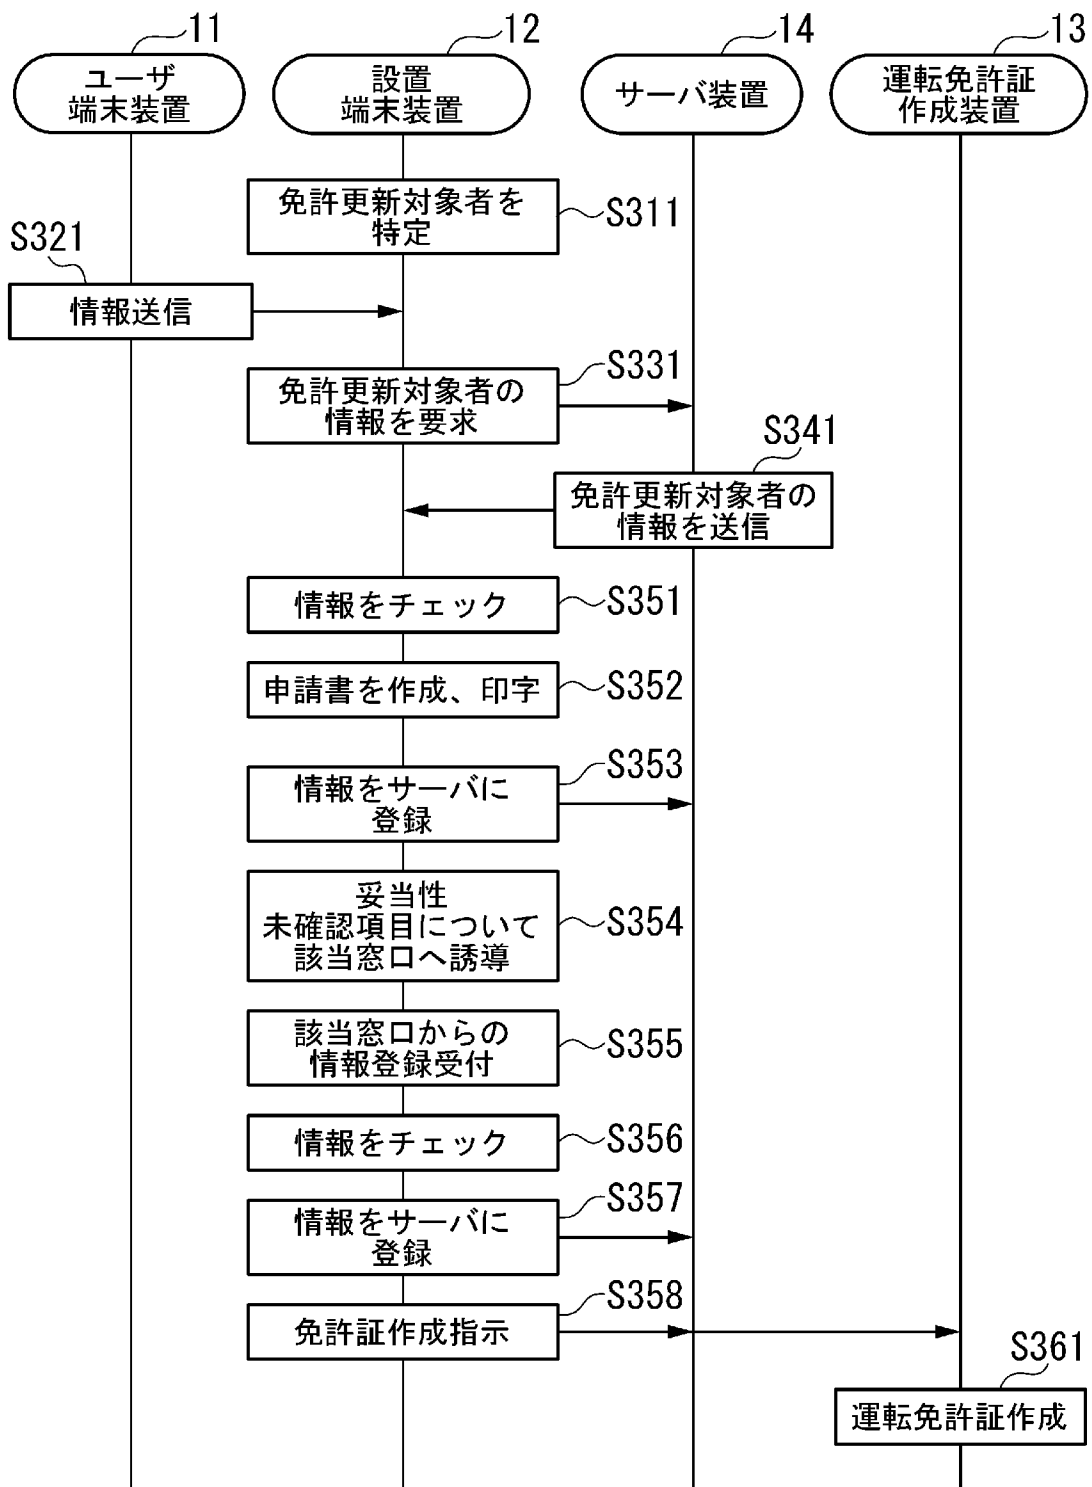 11
12
14
13
ユーザ
端末装置
設置
端末装置
サーバ装置
運転免許証
作成装置
免許更新対象者を
特定
S311
S321
情報送信
S331
免許更新対象者の
情報を要求
S341
免許更新対象者の
情報を送信
情報をチェック
S351
申請書を作成、印字
S352
S353
情報をサーバに
登録
妥当性
未確認項目について
該当窓口へ誘導
S354
該当窓口からの
情報登録受付
S355
情報をチェック
S356
S357
情報をサーバに
登録
S358
免許証作成指示
S361
運転免許証作成